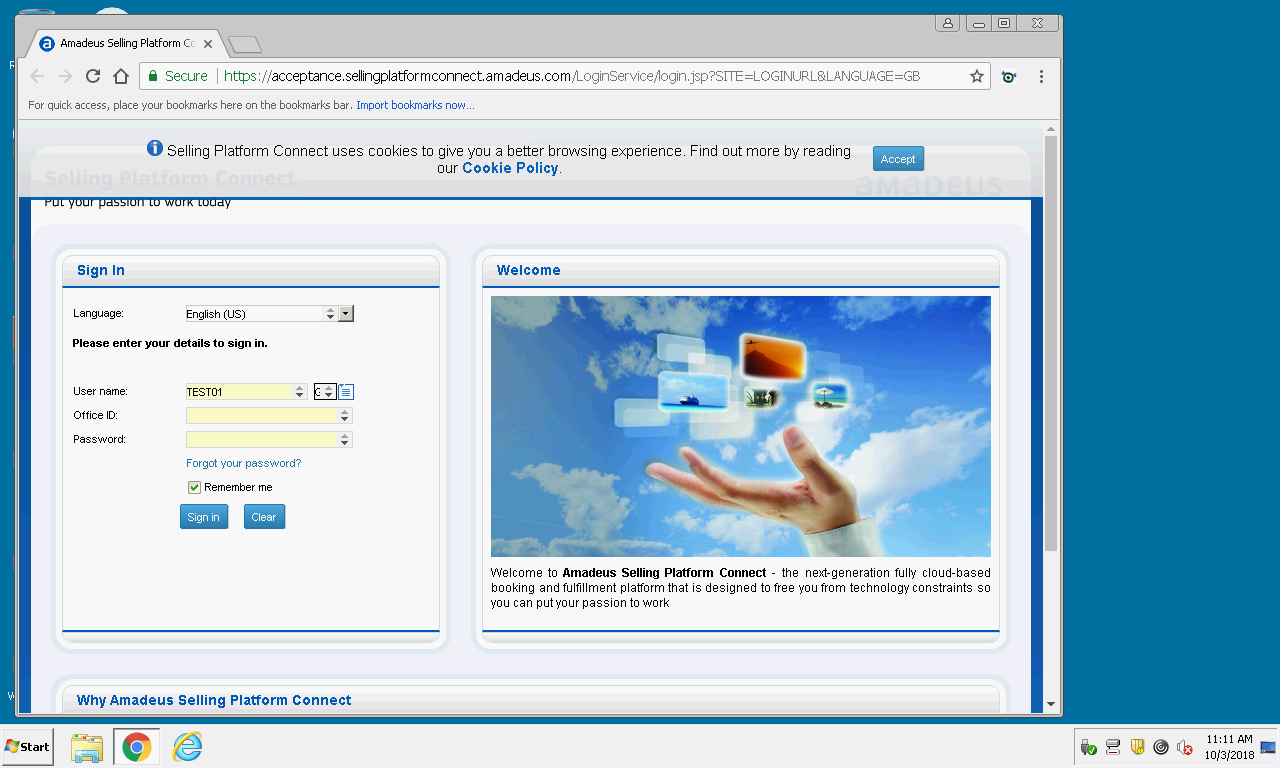 Amadeus Selling Platform Co
Secure
https://acceptance.sellingplatformconnect.amadeus.com/LoginService/login.jsp?SITE=LOGINURL&LANGUAGE=GB
For quick access, place your bookmarks here on the bookmarks bar. Import bookmarks now...
Selling Platform Connect uses cookies to give you a better browsing experience. Find out more by reading
our Cookie Policy.
Accept
Selling Platform Connect
amadeus
Put your passion to work today
Sign In
Language:
English (US)
Please enter your details to sign in.
User name:
TEST01
Office ID:
Password:
Forgot your password?
Remember me
Sign in
Clear
Welcome
Welcome to Amadeus Selling Platform Connect - the next-generation fully cloud-based
booking and fulfillment platform that is designed to free you from technology constraints so
you can put your passion to work
Why Amadeus Selling Platform Connect
Start
11:11 AM
10/3/2018